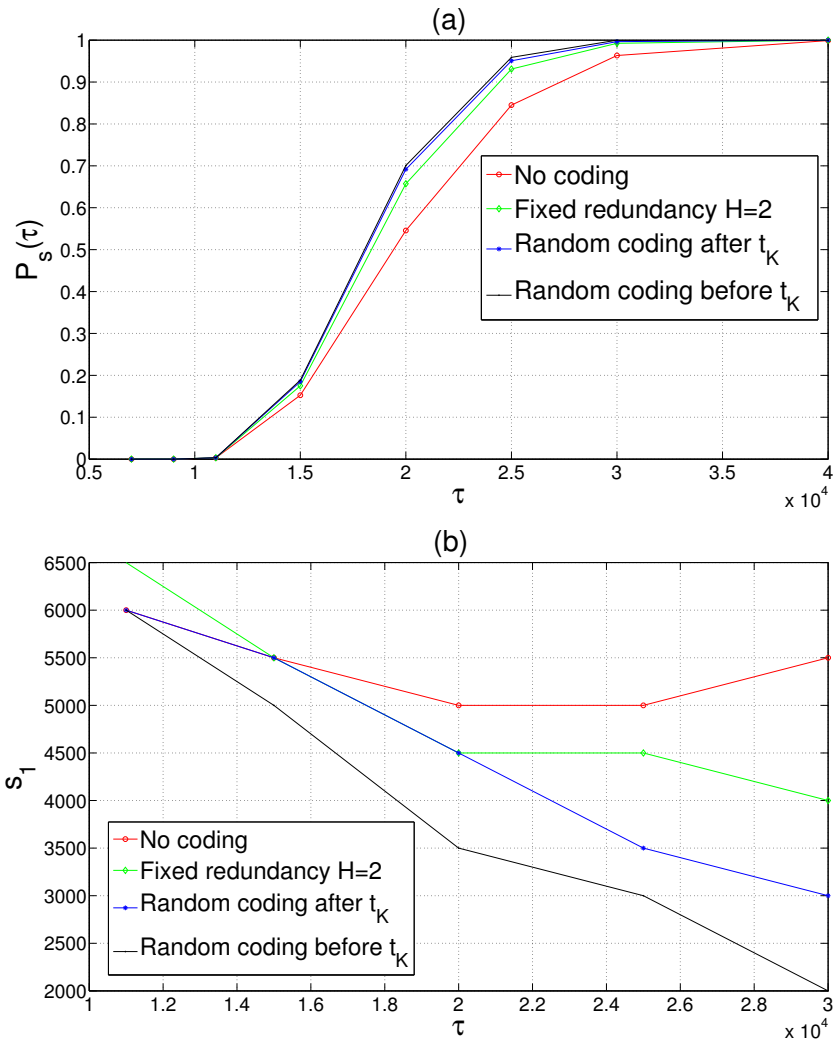 (a)
1
0.9
0.8
0.7
0.6
0.5
0.4
0.3
0.2
0.1
0
P_s(τ)
No coding
Fixed redundancy H=2
Random coding after t_K
Random coding before t_K
0.5 1 1.5 2 2.5 3 3.5 4
τ
x 10^4
(b)
6500
6000
5500
5000
4500
4000
3500
3000
2500
2000
s_1
No coding
Fixed redundancy H=2
Random coding after t_K
Random coding before t_K
1 1.2 1.4 1.6 1.8 2 2.2 2.4 2.6 2.8 3
τ
x 10^4